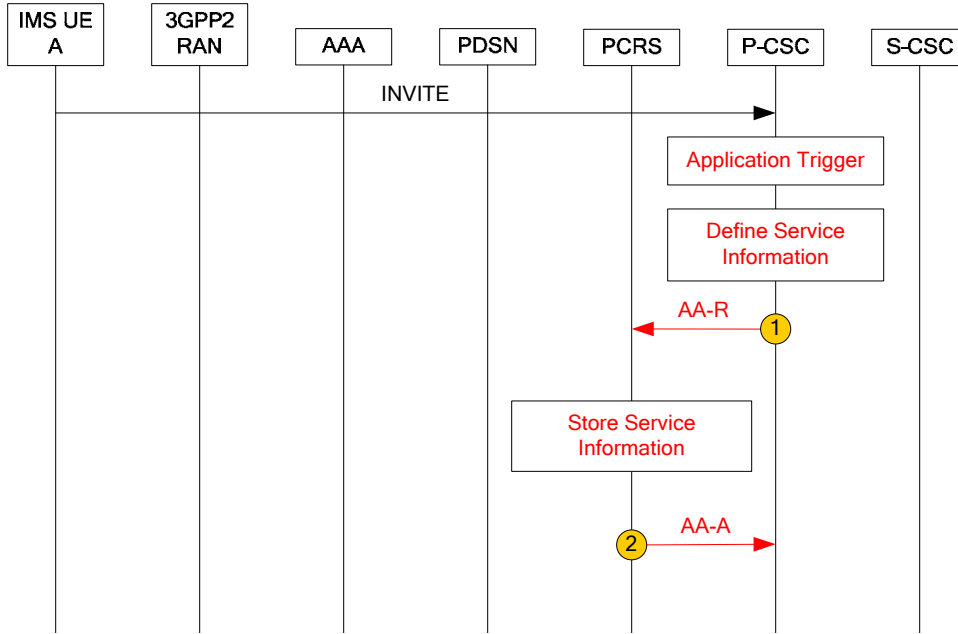 IMS UE
A
3GPP2
RAN
AAA
PDSN
PCRS
P-CSC
S-CSC
INVITE
Application Trigger
Define Service
Information
AA-R
1
Store Service
Information
2
AA-A